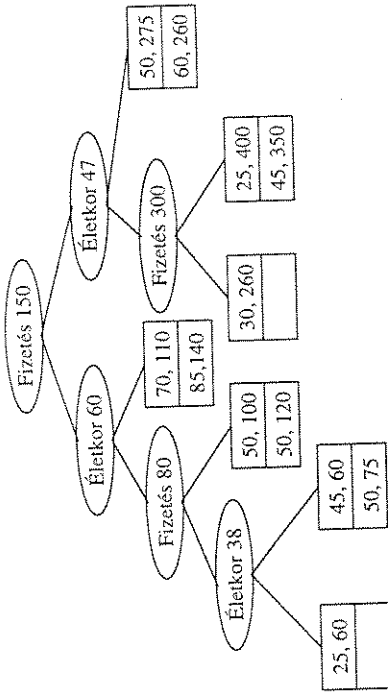 Fizetés 150
Életkor 60
Életkor 47
Fizetés 80
70, 110
85,140
Fizetés 300
50, 275
60, 260
Életkor 38
50, 100
50, 120
30, 260
25, 400
45, 350
25, 60
45, 60
50, 75